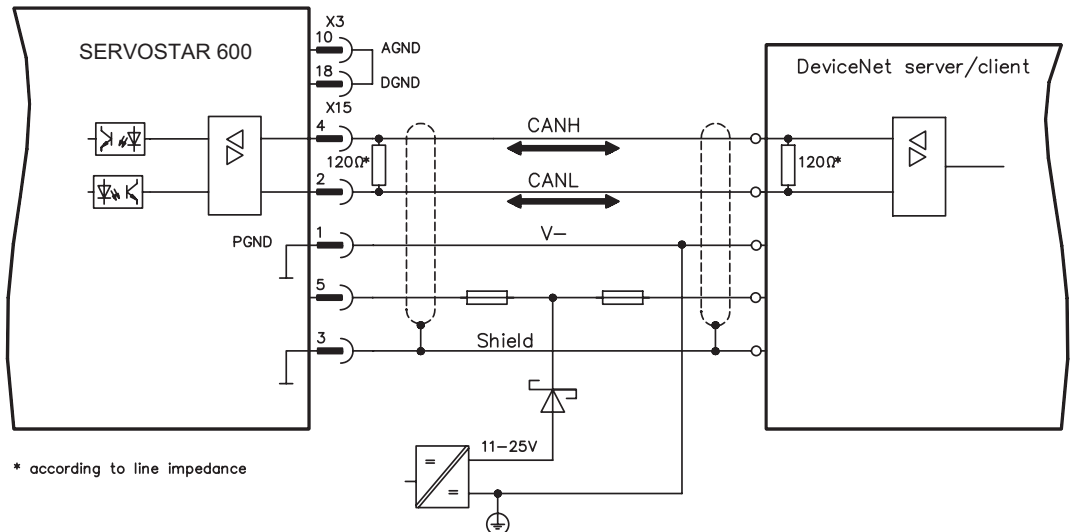 X3
10
AGND
SERVOSTAR 600
18
DGND
DeviceNet server/client
X15
4
CANH
120Ω*
120Ω*
2
CANL
PGND
1
V–
5
3
Shield
11–25V
* according to line impedance